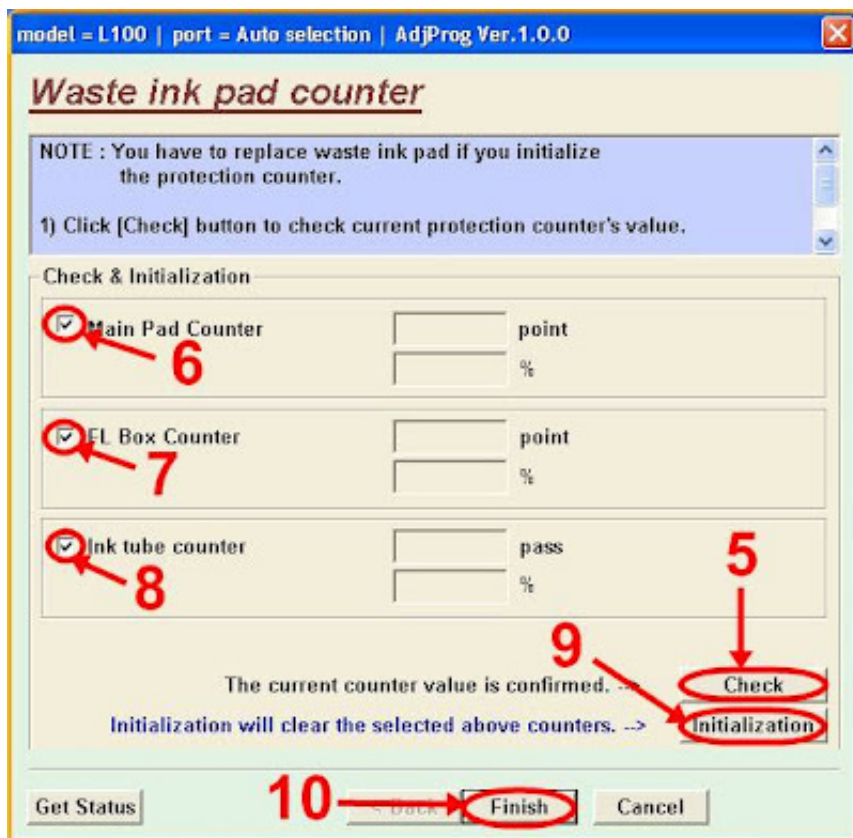 model = L100 | port = Auto selection | AdjProg Ver.1.0.0
Waste ink pad counter
NOTE : You have to replace waste ink pad if you initialize
the protection counter.
1) Click [Check] button to check current protection counter's value.
Check & Initialization
Main Pad Counter point
6 %
FL Box Counter point
7 %
Ink tube counter pass
8 %
5
9
The current counter value is confirmed. --> Check
Initialization will clear the selected above counters. --> Initialization
Get Status 10 < Back Finish Cancel